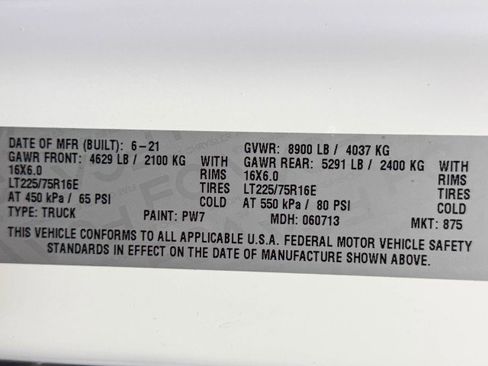 DATE OF MFR (BUILT): 6-21 GVWR: 8900 LB / 4037 KG
GAWR FRONT: 4629 LB / 2100 KG WITH GAWR REAR: 5291 LB / 2400 KG WITH
16X6.0 RIMS 16X6.0 RIMS
LT225/75R16E TIRES LT225/75R16E TIRES
AT 450 kPa / 65 PSI COLD AT 550 kPa / 80 PSI COLD
TYPE: TRUCK PAINT: PW7 MDH: 060713 MKT: 875
THIS VEHICLE CONFORMS TO ALL APPLICABLE U.S.A. FEDERAL MOTOR VEHICLE SAFETY
STANDARDS IN EFFECT ON THE DATE OF MANUFACTURE SHOWN ABOVE.